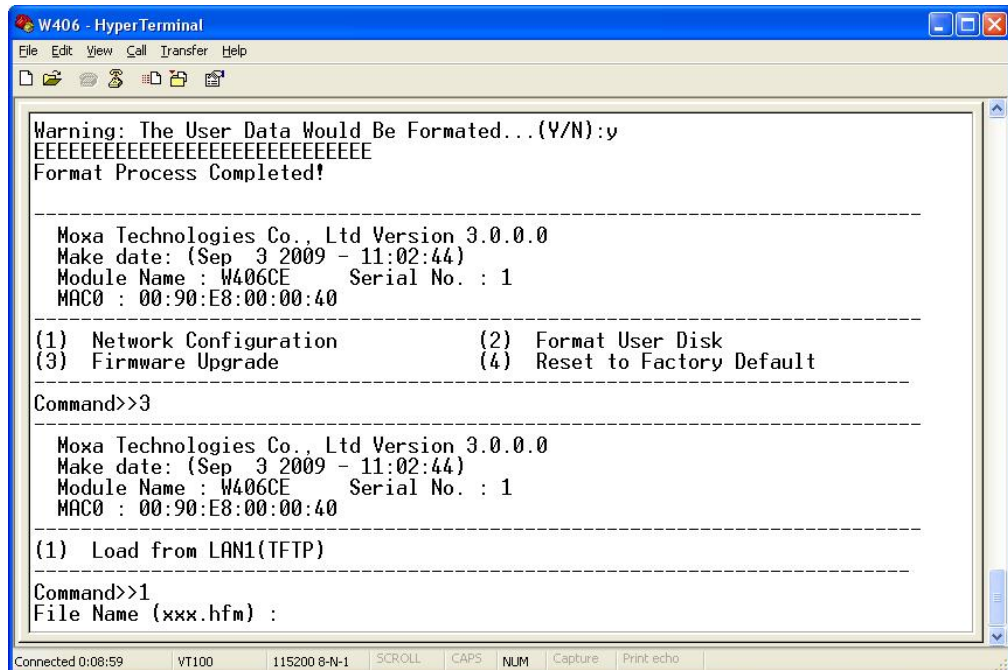 W406 - HyperTerminal
File Edit View Call Transfer Help
Warning: The User Data Would Be Formated...(Y/N):y
EEEEEEEEEEEEEEEEEEEEEEEEEEEEE
Format Process Completed!
--------------------------------------------------------------------------
Moxa Technologies Co., Ltd Version 3.0.0.0
Make date: (Sep  3 2009 - 11:02:44)
Module Name : W406CE     Serial No. : 1
MAC0 : 00:90:E8:00:00:40
--------------------------------------------------------------------------
(1)  Network Configuration            (2)  Format User Disk
(3)  Firmware Upgrade                 (4)  Reset to Factory Default
-------------------------------------------------------------------------
Command>>3
--------------------------------------------------------------------------
Moxa Technologies Co., Ltd Version 3.0.0.0
Make date: (Sep  3 2009 - 11:02:44)
Module Name : W406CE     Serial No. : 1
MAC0 : 00:90:E8:00:00:40
--------------------------------------------------------------------------
(1)  Load from LAN1(TFTP)
-------------------------------------------------------------------------
Command>>1
File Name (xxx.hfm) :
Connected 0:08:59 VT100 115200 8-N-1 SCROLL CAPS NUM Capture Print echo